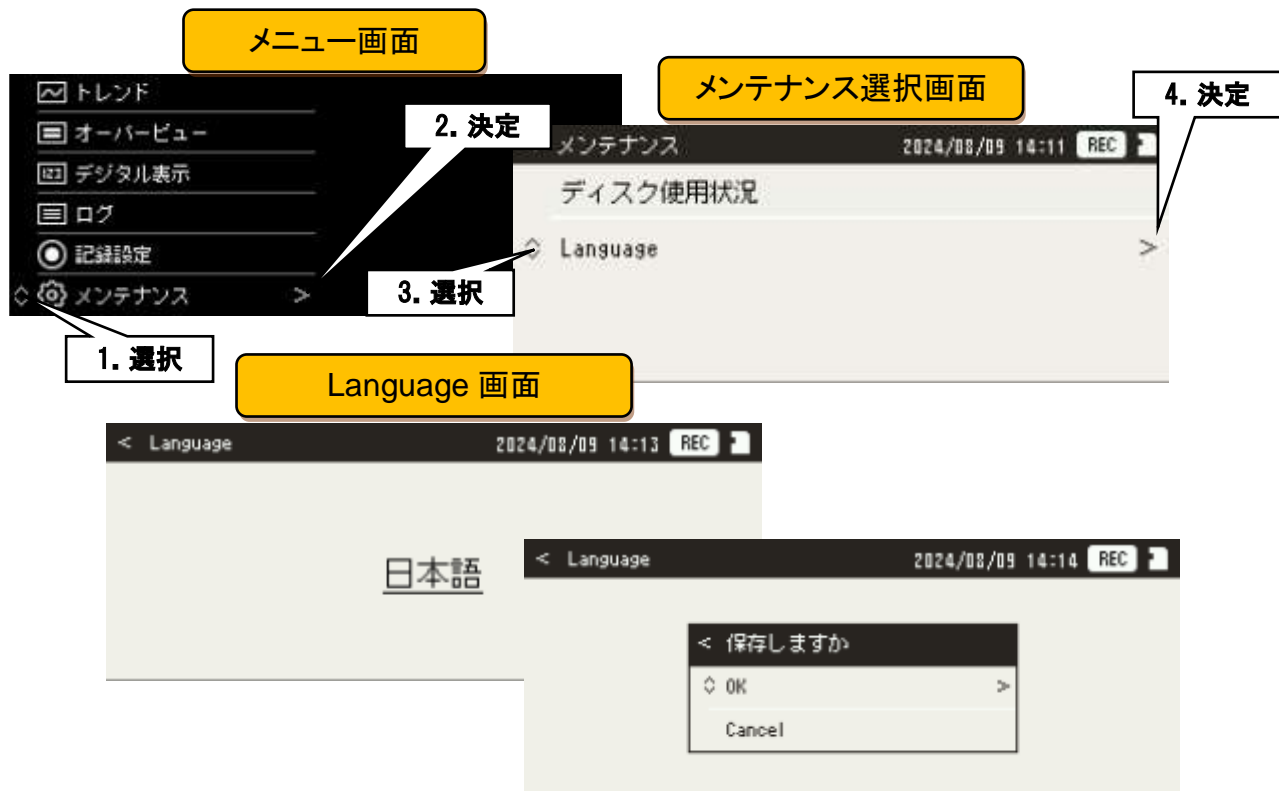 メニュー画面
トレンド
オーバービュー
デジタル表示
ログ
記録設定
メンテナンス >
1. 選択
2. 決定
メンテナンス選択画面
メンテナンス 2024/08/09 14:11 REC
ディスク使用状況
Language >
3. 選択
4. 決定
Language 画面
< Language 2024/08/09 14:13 REC
日本語
< Language 2024/08/09 14:14 REC
< 保存しますか
OK >
Cancel